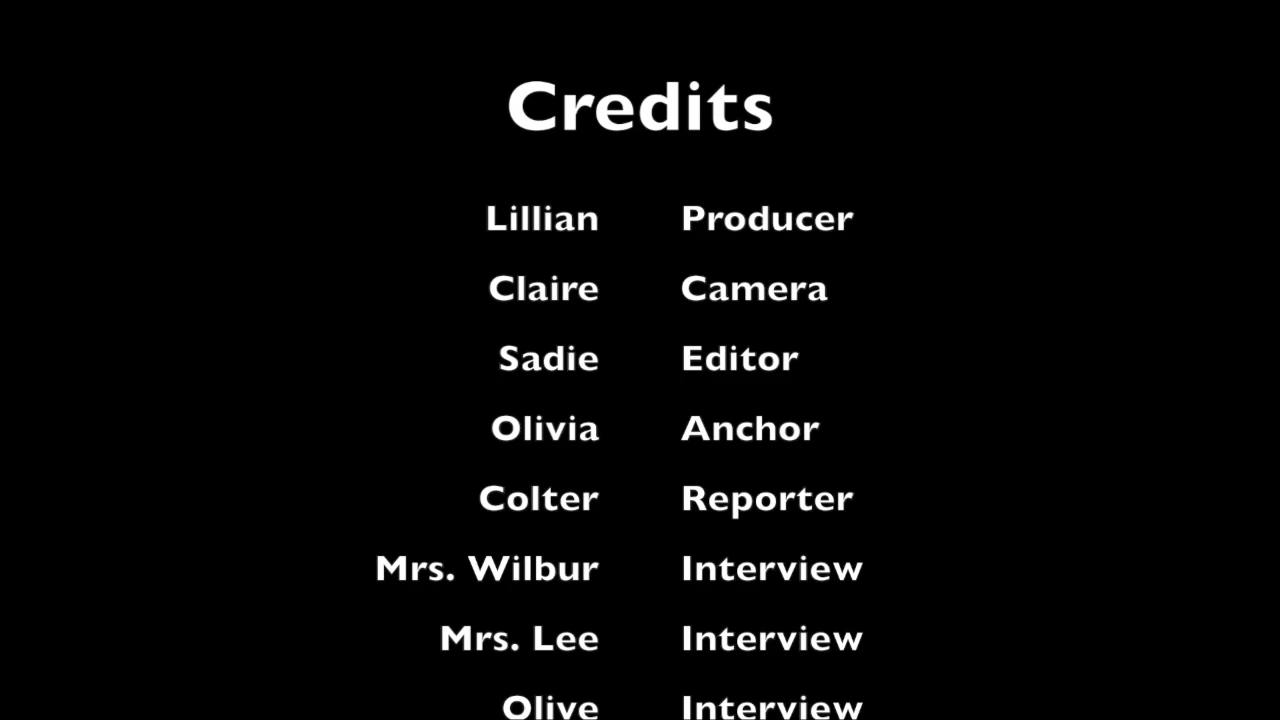 Credits
Lillian Producer
Claire Camera
Sadie Editor
Olivia Anchor
Colter Reporter
Mrs. Wilbur Interview
Mrs. Lee Interview
Olive Interview